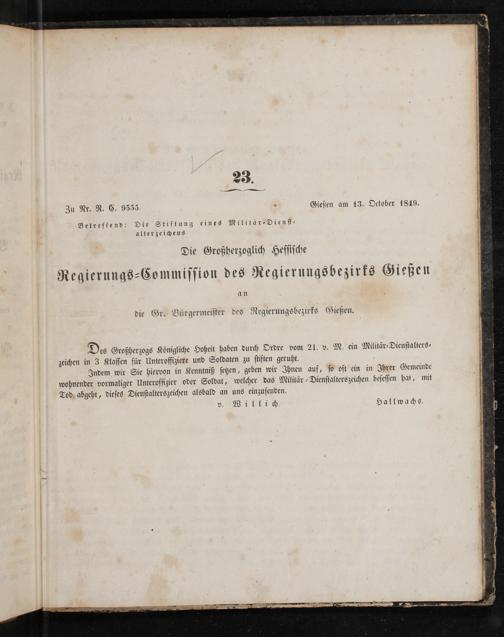 23.
Zu Nr. R. C. 9555 Gießen am 13. October 1849.
Betreffend: Die Stiftung eines Militär-Dienst-
alterzeichens
Die Großherzoglich Hessische
Regierungs-Commission des Regierungsbezirks Gießen
an
die Gr. Bürgermeister des Regierungsbezirks Gießen.
Des Großherzogs Königliche Hoheit haben durch Ordre vom 21. v. M. ein Militär-Dienstalters-
zeichen in 3 Klassen für Unteroffiziere und Soldaten zu stiften geruht.
Indem wir Sie hiervon in Kenntniß setzen, geben wir Ihnen auf, so oft ein in Ihrer Gemeinde
wohnender vormaliger Unteroffizier oder Soldat, welcher das Militär-Dienstalterszeichen besessen hat, mit
Tod abgeht, dieses Dienstalterszeichen alsbald an uns einzusenden.
v. Willich. Hallwachs.